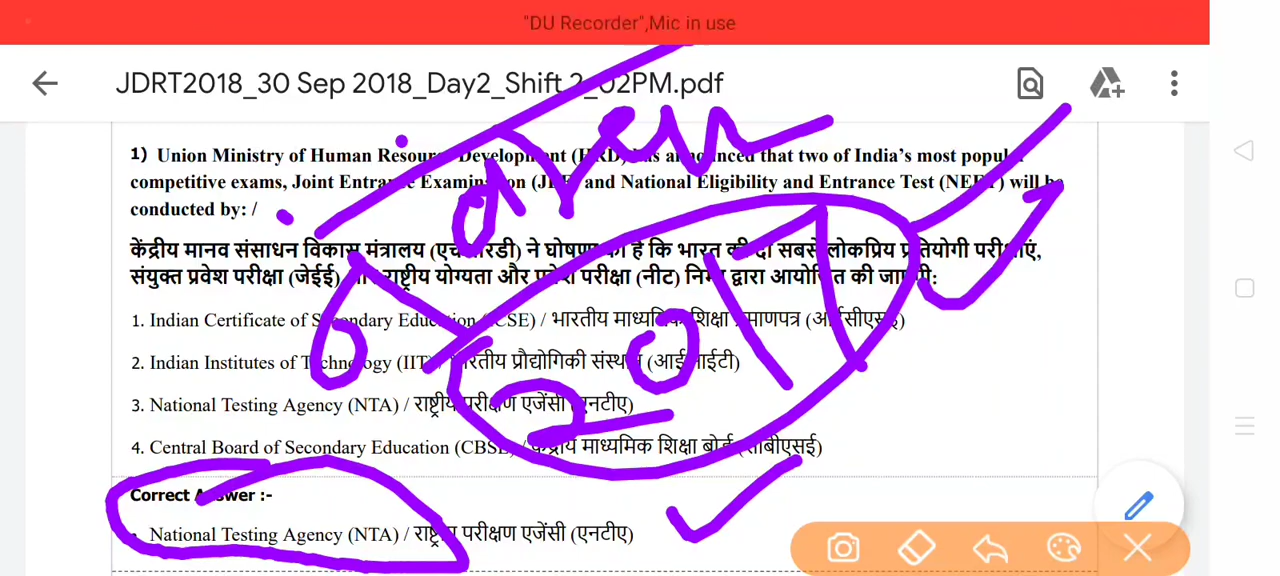 "DU Recorder",Mic in use
JDRT2018_30 Sep 2018_Day2_Shift 2_02PM.pdf
1) Union Ministry of Human Resource Development (HRD) has announced that two of India's most popular
competitive exams, Joint Entrance Examination (JEE) and National Eligibility and Entrance Test (NEET) will be
conducted by: /
केंद्रीय मानव संसाधन विकास मंत्रालय (एचआरडी) ने घोषणा की है कि भारत की दो सबसे लोकप्रिय प्रतियोगी परीक्षाएं,
संयुक्त प्रवेश परीक्षा (जेईई) और राष्ट्रीय योग्यता और प्रवेश परीक्षा (नीट) निम्न द्वारा आयोजित की जाएगी:
1. Indian Certificate of Secondary Education (ICSE) / भारतीय माध्यमिक शिक्षा प्रमाणपत्र (आईसीएसई)
2. Indian Institutes of Technology (IIT) / भारतीय प्रौद्योगिकी संस्थान (आईआईटी)
3. National Testing Agency (NTA) / राष्ट्रीय परीक्षण एजेंसी (एनटीए)
4. Central Board of Secondary Education (CBSE) / केंद्रीय माध्यमिक शिक्षा बोर्ड (सीबीएसई)
2017
Correct Answer :-
National Testing Agency (NTA) / राष्ट्रीय परीक्षण एजेंसी (एनटीए)